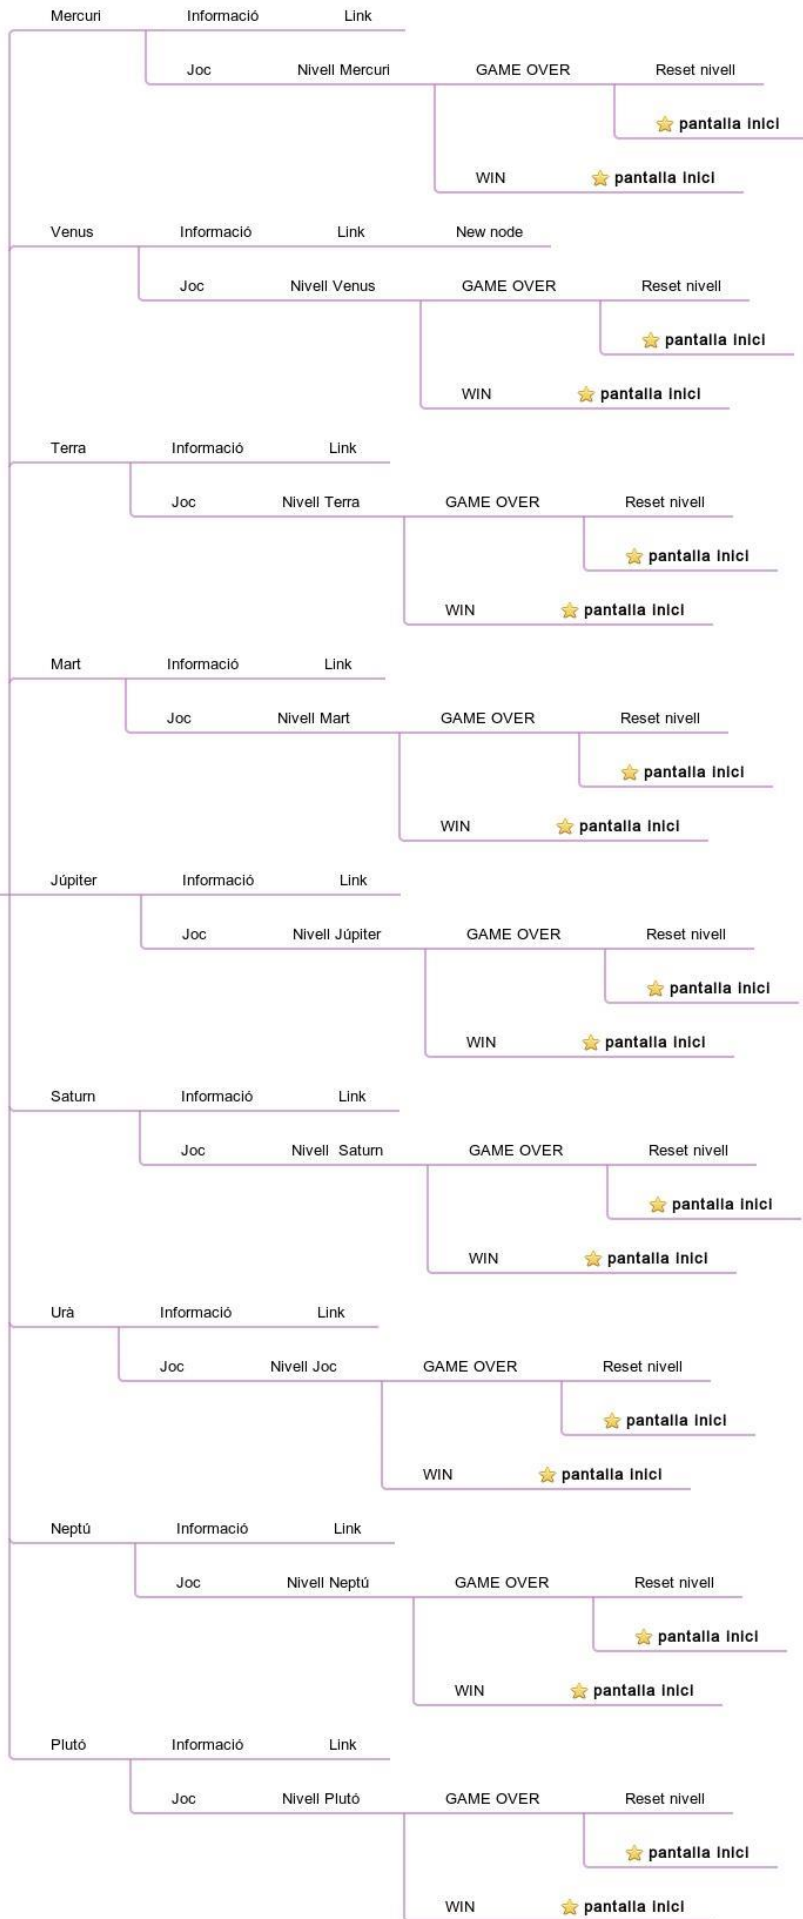 Mercuri Informació Link
Joc Nivell Mercuri GAME OVER Reset nivell
pantalla inici
WIN pantalla inici
Venus Informació Link New node
Joc Nivell Venus GAME OVER Reset nivell
pantalla inici
WIN pantalla inici
Terra Informació Link
Joc Nivell Terra GAME OVER Reset nivell
pantalla inici
WIN pantalla inici
Mart Informació Link
Joc Nivell Mart GAME OVER Reset nivell
pantalla inici
WIN pantalla inici
Júpiter Informació Link
Joc Nivell Júpiter GAME OVER Reset nivell
pantalla inici
WIN pantalla inici
Saturn Informació Link
Joc Nivell Saturn GAME OVER Reset nivell
pantalla inici
WIN pantalla inici
Urà Informació Link
Joc Nivell Joc GAME OVER Reset nivell
pantalla inici
WIN pantalla inici
Neptú Informació Link
Joc Nivell Neptú GAME OVER Reset nivell
pantalla inici
WIN pantalla inici
Plutó Informació Link
Joc Nivell Plutó GAME OVER Reset nivell
pantalla inici
WIN pantalla inici